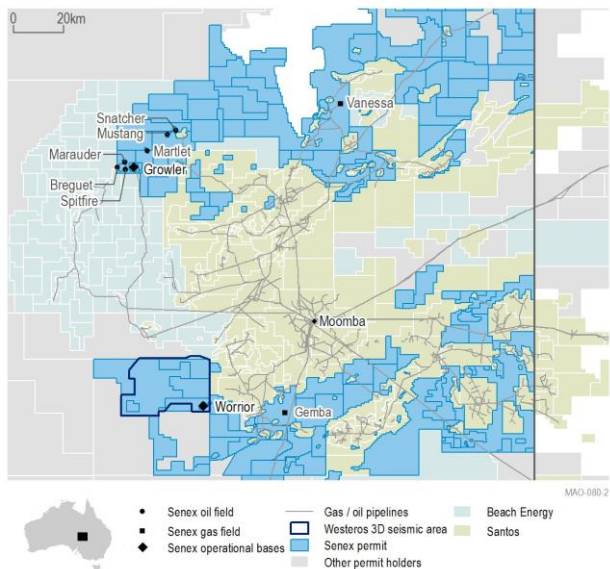 0 20km
Vanessa
Snatcher
Mustang
Martlet
Marauder
Growler
Breguet
Spitfire
Moomba
Worrior
Gemba
MAO-080-2
Senex oil field
Senex gas field
Senex operational bases
Gas / oil pipelines
Westeros 3D seismic area
Senex permit
Other permit holders
Beach Energy
Santos